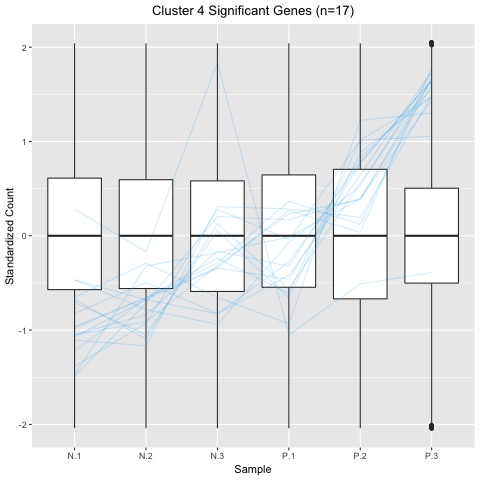 Cluster 4 Significant Genes (n=17)
2
1
0
-1
-2
Standardized Count
N.1 N.2 N.3 P.1 P.2 P.3
Sample